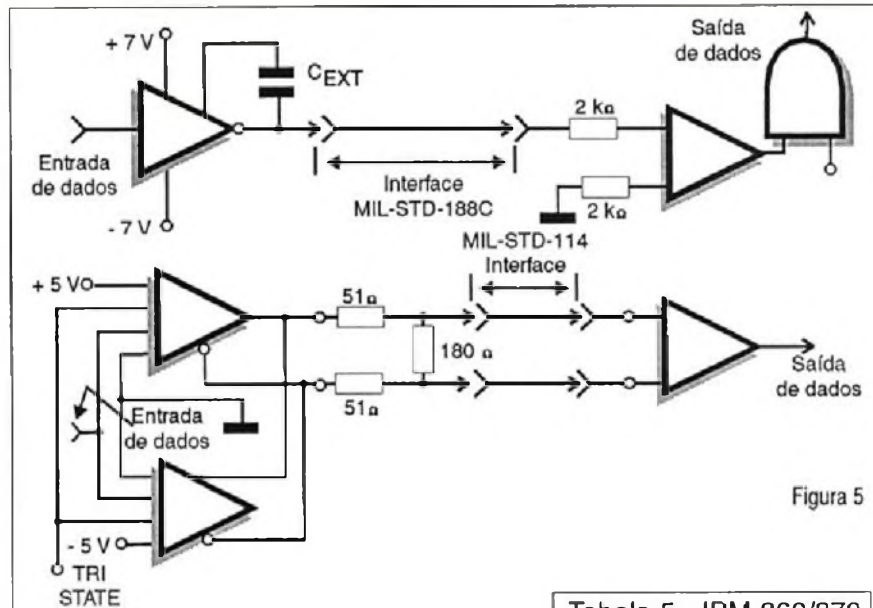 + 7 V
C EXT
Saída
de dados
2 kΩ
Entrada
de dados
Interface
MIL-STD-188C
2 kΩ
- 7 V
MIL-STD-114
Interface
+ 5 V
51Ω
180 Ω
Saída
de dados
51Ω
Entrada
de dados
Figura 5
- 5 V
TRI
STATE
Tabela 5 - IBM 360/370